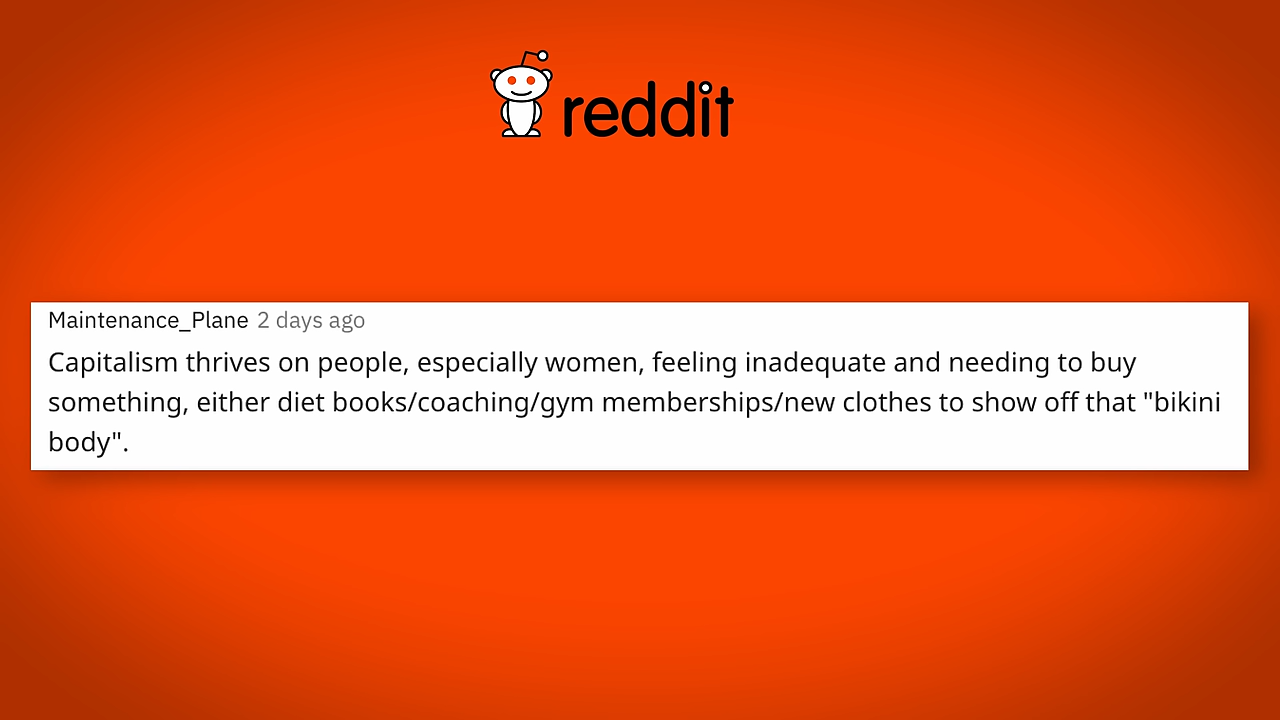 reddit
Maintenance_Plane 2 days ago
Capitalism thrives on people, especially women, feeling inadequate and needing to buy
something, either diet books/coaching/gym memberships/new clothes to show off that "bikini
body".